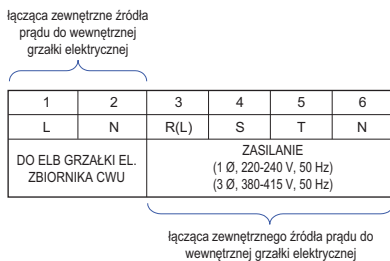 łącząca zewnętrzne źródła
prądu do wewnętrznej
grzałki elektrycznej
1 2 3 4 5 6
L N R(L) S T N
DO ELB GRZAŁKI EL.
ZBIORNIKA CWU
ZASILANIE
(1 Ø, 220-240 V, 50 Hz)
(3 Ø, 380-415 V, 50 Hz)
łącząca zewnętrznego źródła prądu do
wewnętrznej grzałki elektrycznej